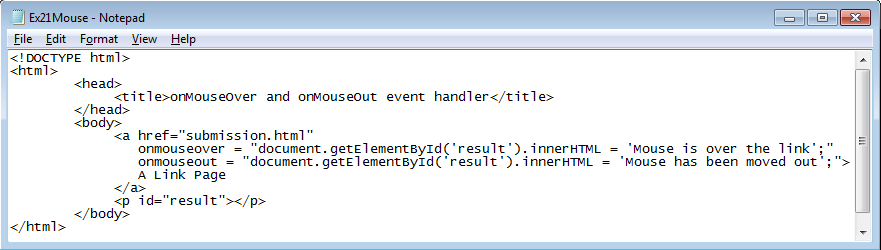 Ex21Mouse - Notepad
File Edit Format View Help
<!DOCTYPE html>
<html>
<head>
<title>onMouseOver and onMouseOut event handler</title>
</head>
<body>
<a href="submission.html"
onmouseover = "document.getElementById('result').innerHTML = 'Mouse is over the link';"
onmouseout = "document.getElementById('result').innerHTML = 'Mouse has been moved out';">
A Link Page
</a>
<p id="result"></p>
</body>
</html>